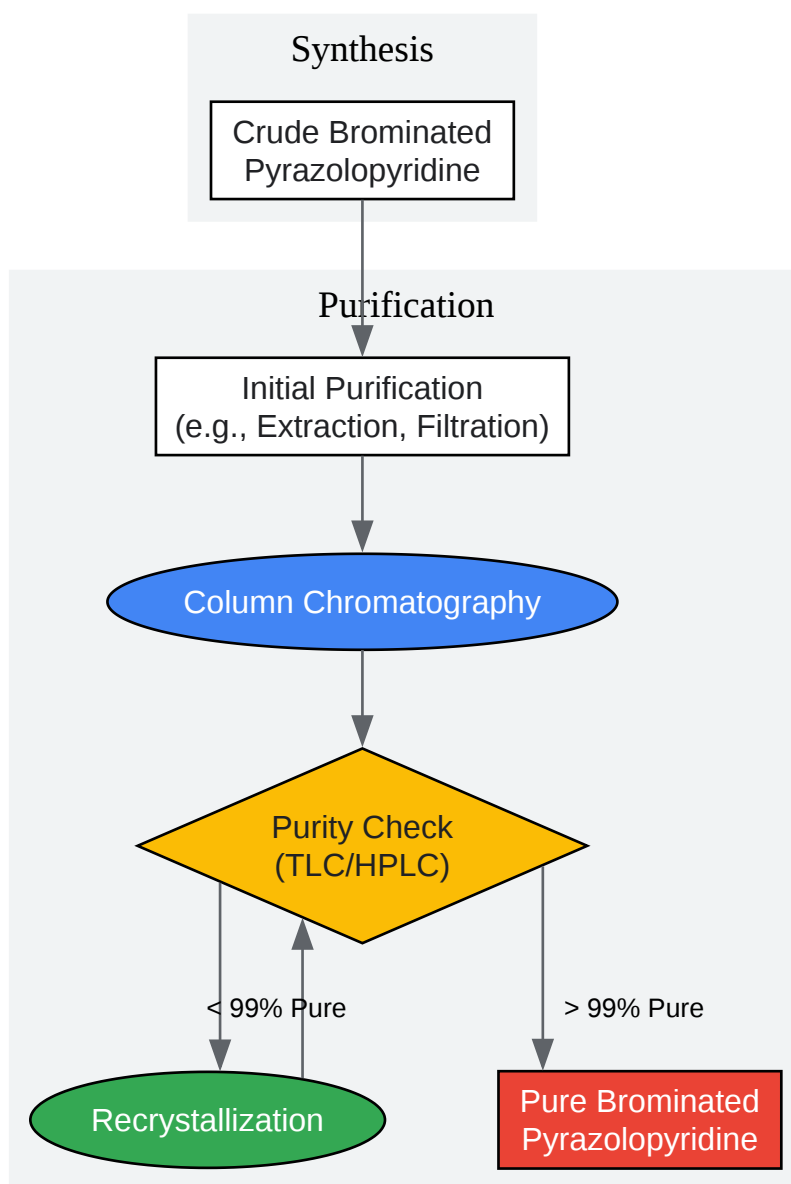 Synthesis
Crude Brominated
Pyrazolopyridine
Purification
Initial Purification
(e.g., Extraction, Filtration)
Column Chromatography
Purity Check
(TLC/HPLC)
< 99% Pure
> 99% Pure
Recrystallization
Pure Brominated
Pyrazolopyridine